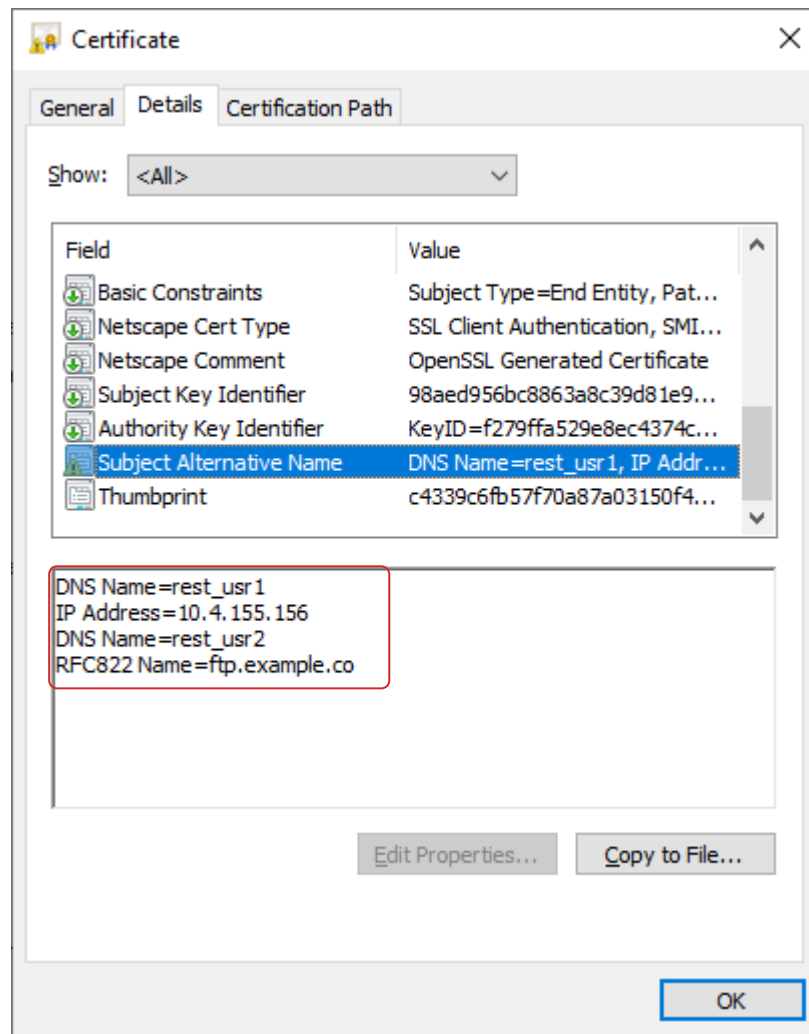 Certificate
General Details Certification Path
Show: <All>
Field Value
Basic Constraints Subject Type=End Entity, Pat...
Netscape Cert Type SSL Client Authentication, SMI...
Netscape Comment OpenSSL Generated Certificate
Subject Key Identifier 98aed956bc8863a8c39d81e9...
Authority Key Identifier KeyID=f279ffa529e8ec4374c...
Subject Alternative Name DNS Name=rest_usr1, IP Addr...
Thumbprint c4339c6fb57f70a87a03150f4...
DNS Name=rest_usr1
IP Address=10.4.155.156
DNS Name=rest_usr2
RFC822 Name=ftp.example.co
Edit Properties... Copy to File...
OK